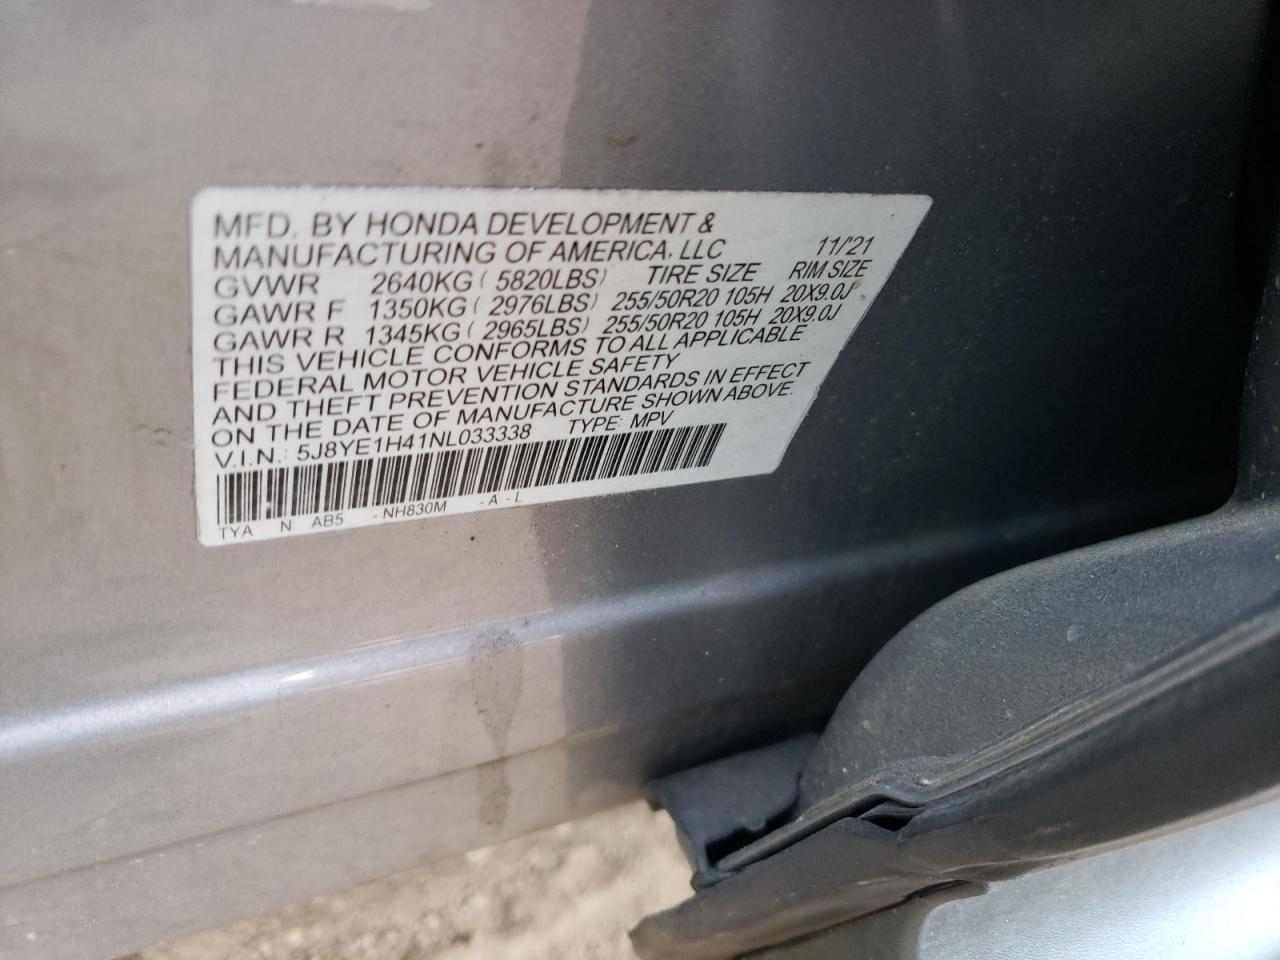 MFD. BY HONDA DEVELOPMENT &
MANUFACTURING OF AMERICA, LLC 11/'21
GVWR 2640KG ( 5820LBS) TIRE SIZE RIM SIZE
GAWR F 1350KG ( 2976LBS) 255/50R20 105H 20X9.0J
GAWR R 1345KG ( 2965LBS) 255/50R20 105H 20X9.0J
THIS VEHICLE CONFORMS TO ALL APPLICABLE
FEDERAL MOTOR VEHICLE SAFETY
AND THEFT PREVENTION STANDARDS IN EFFECT
ON THE DATE OF MANUFACTURE SHOWN ABOVE.
V.I.N.: 5J8YE1H41NL033338 TYPE: MPV
TYA N AB5 - NH830M - A - L